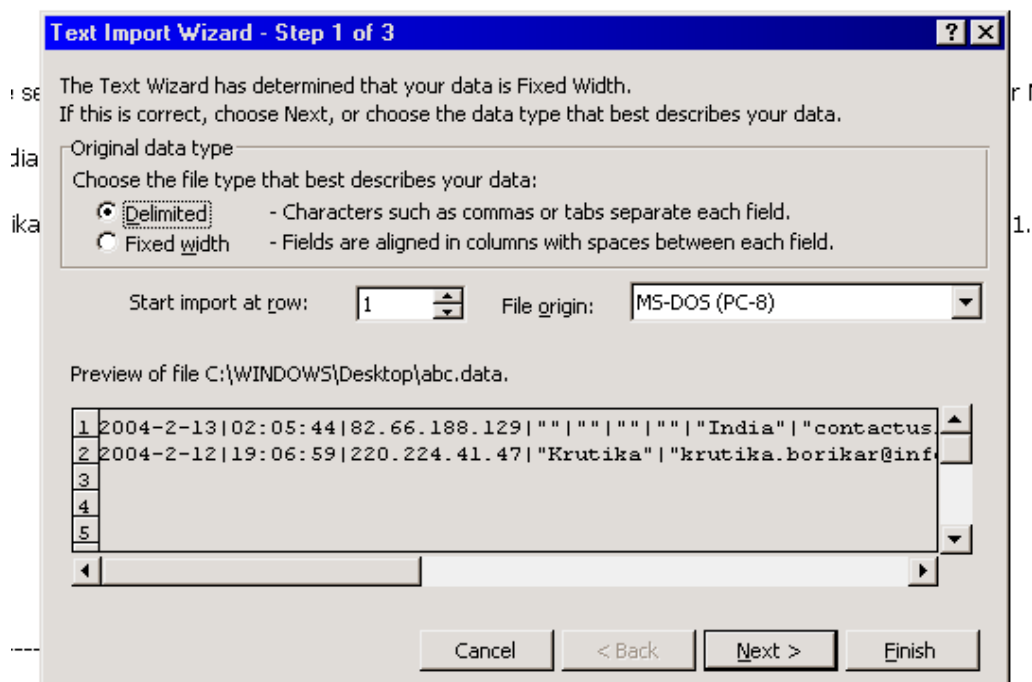 Text Import Wizard - Step 1 of 3
The Text Wizard has determined that your data is Fixed Width.
If this is correct, choose Next, or choose the data type that best describes your data.
Original data type
Choose the file type that best describes your data:
Delimited - Characters such as commas or tabs separate each field.
Fixed width - Fields are aligned in columns with spaces between each field.
Start import at row: 1 File origin: MS-DOS (PC-8)
Preview of file C:\WINDOWS\Desktop\abc.data.
1 2004-2-13|02:05:44|82.66.188.129|""|""|""|""|"India"|"contactus.
2 2004-2-12|19:06:59|220.224.41.47|"Krutika"|"krutika.borikar@inf
3
4
5
Cancel < Back Next > Finish